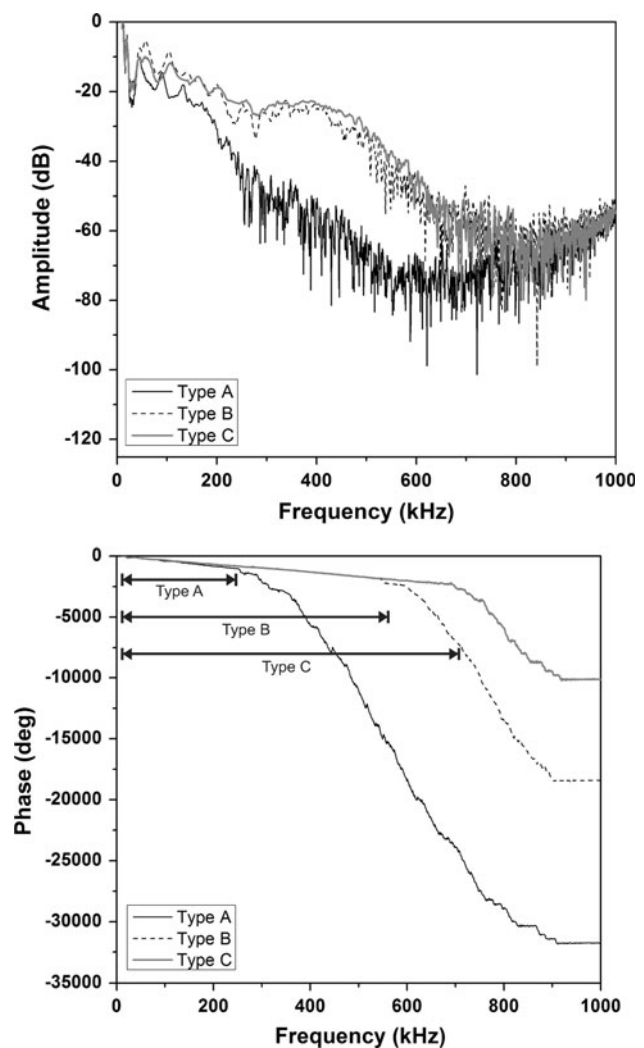 0
-20
-40
-60
-80
-100
-120
Amplitude (dB)
Type A
Type B
Type C
0 200 400 600 800 1000
Frequency (kHz)
0
-5000
-10000
-15000
-20000
-25000
-30000
-35000
Phase (deg)
Type A
Type B
Type C
Type A
Type B
Type C
0 200 400 600 800 1000
Frequency (kHz)